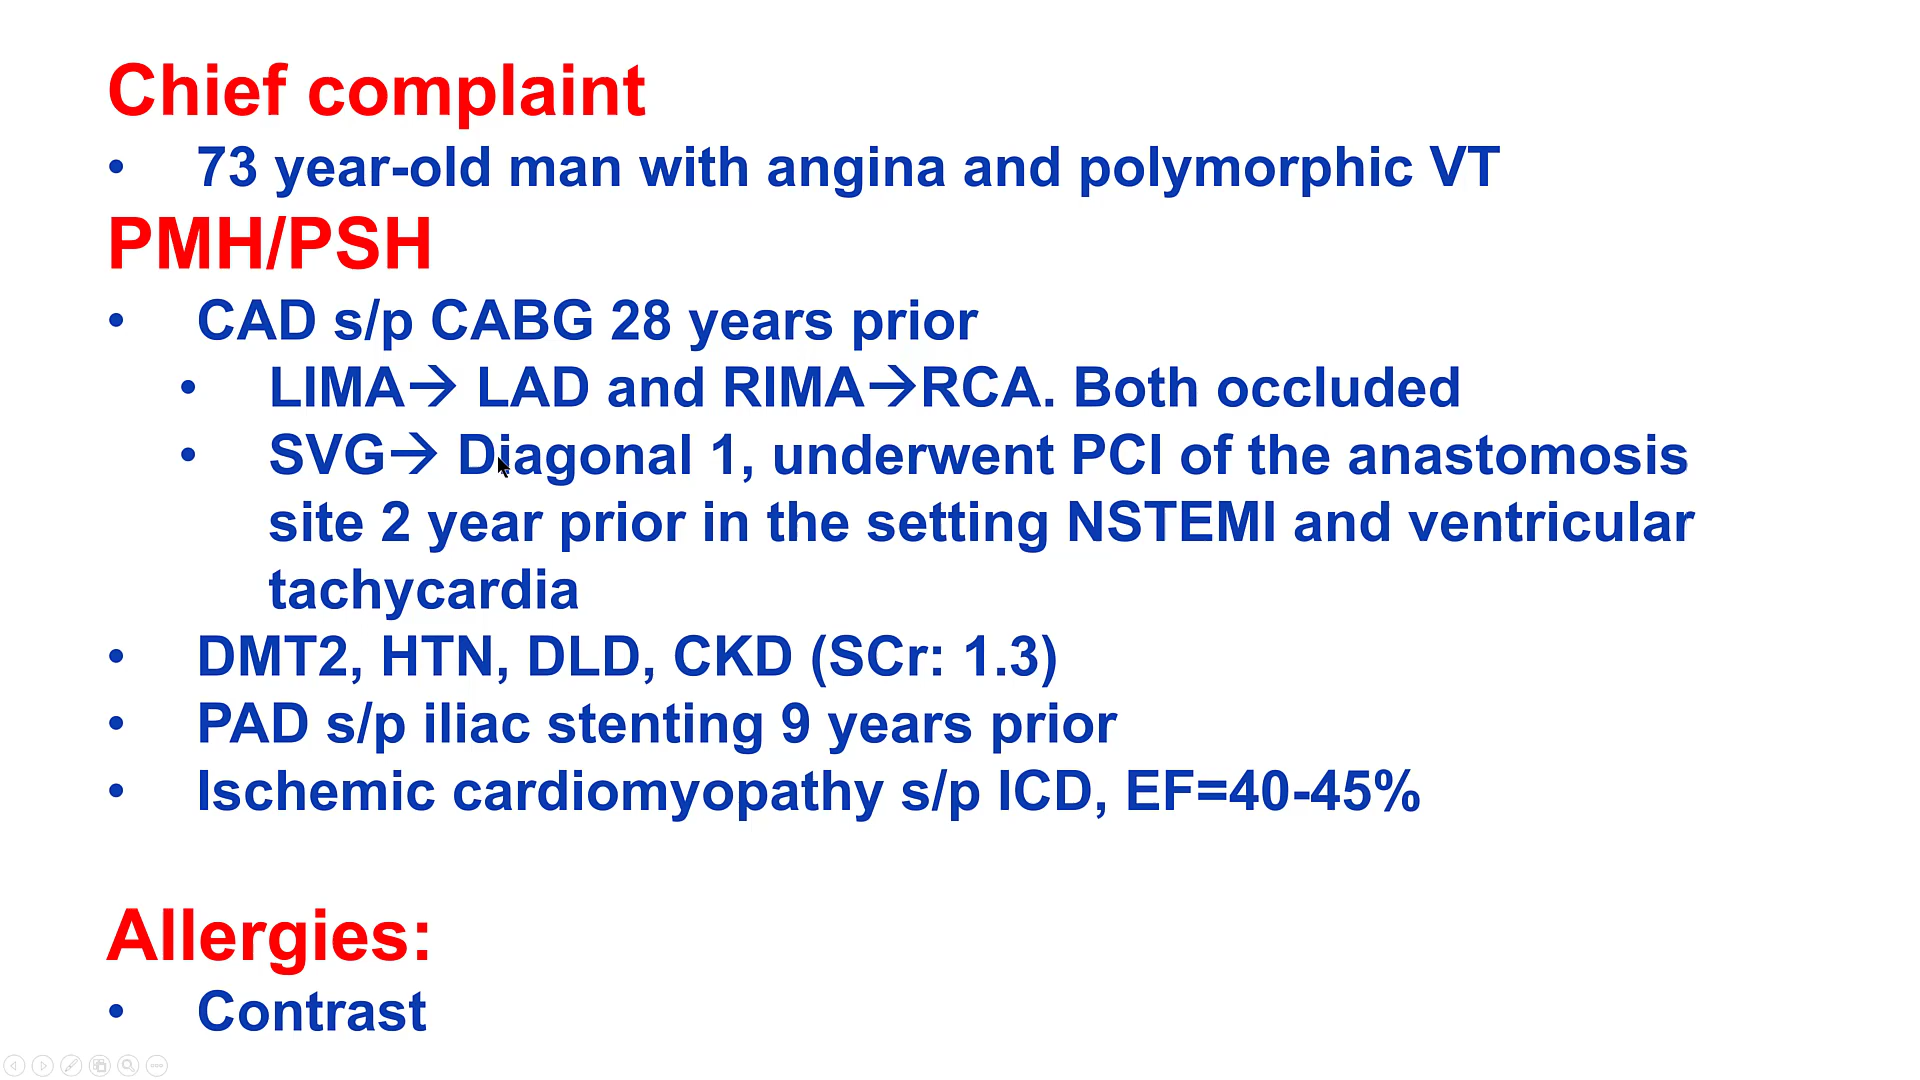 Chief complaint
• 73 year-old man with angina and polymorphic VT
PMH/PSH
• CAD s/p CABG 28 years prior
• LIMA→ LAD and RIMA→RCA. Both occluded
• SVG→ Diagonal 1, underwent PCI of the anastomosis
site 2 year prior in the setting NSTEMI and ventricular
tachycardia
• DMT2, HTN, DLD, CKD (SCr: 1.3)
• PAD s/p iliac stenting 9 years prior
• Ischemic cardiomyopathy s/p ICD, EF=40-45%
Allergies:
• Contrast